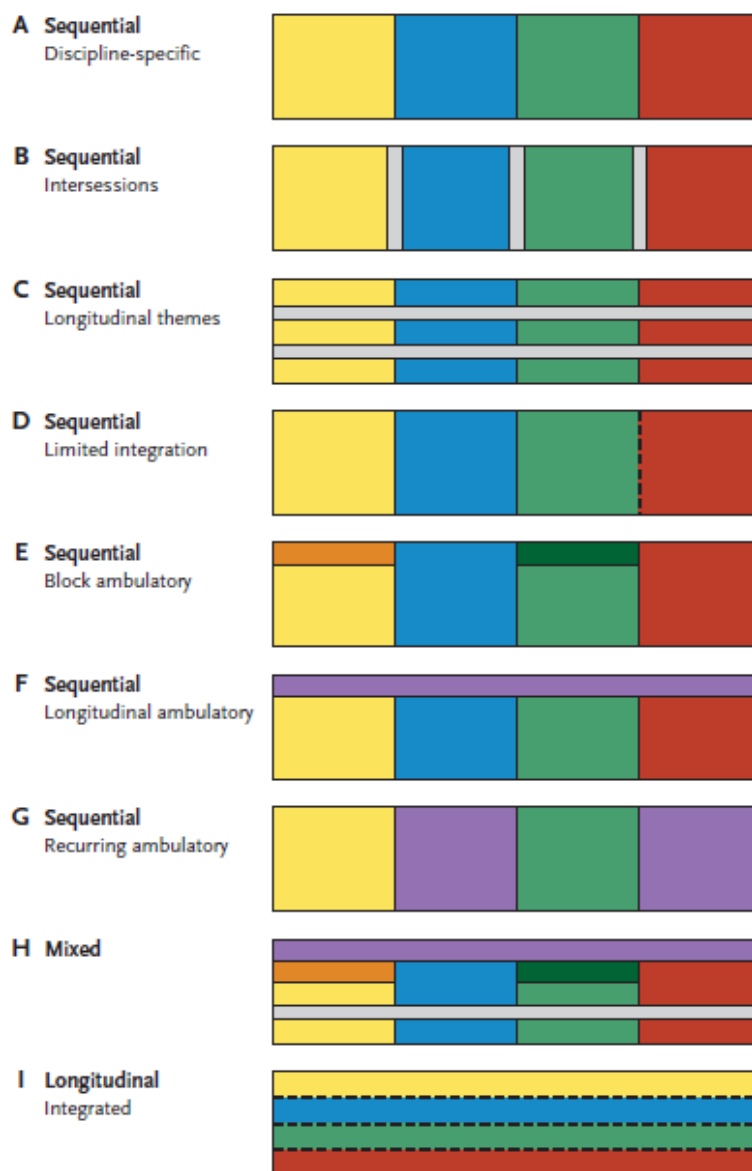 A Sequential
Discipline-specific
B Sequential
Intersessions
C Sequential
Longitudinal themes
D Sequential
Limited integration
E Sequential
Block ambulatory
F Sequential
Longitudinal ambulatory
G Sequential
Recurring ambulatory
H Mixed
I Longitudinal
Integrated